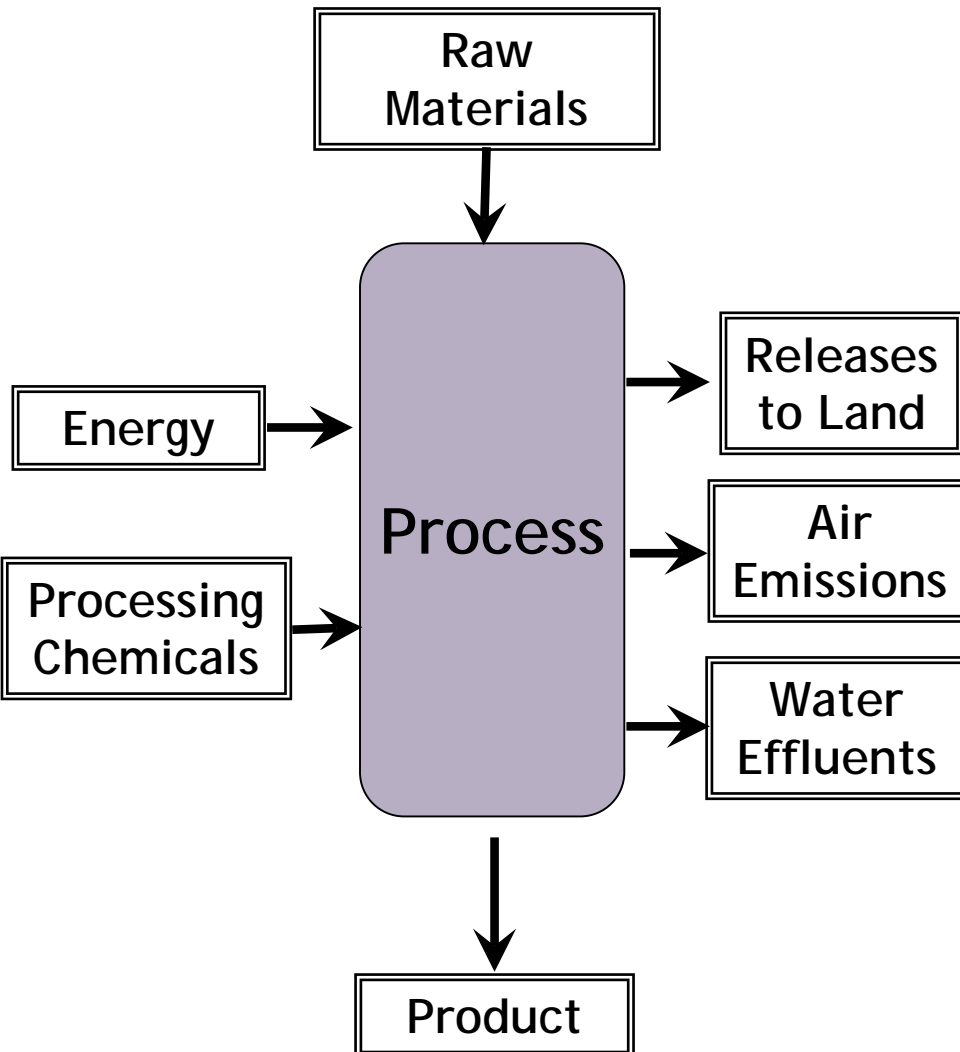 Raw
Materials
Energy
Processing
Chemicals
Process
Releases
to Land
Air
Emissions
Water
Effluents
Product